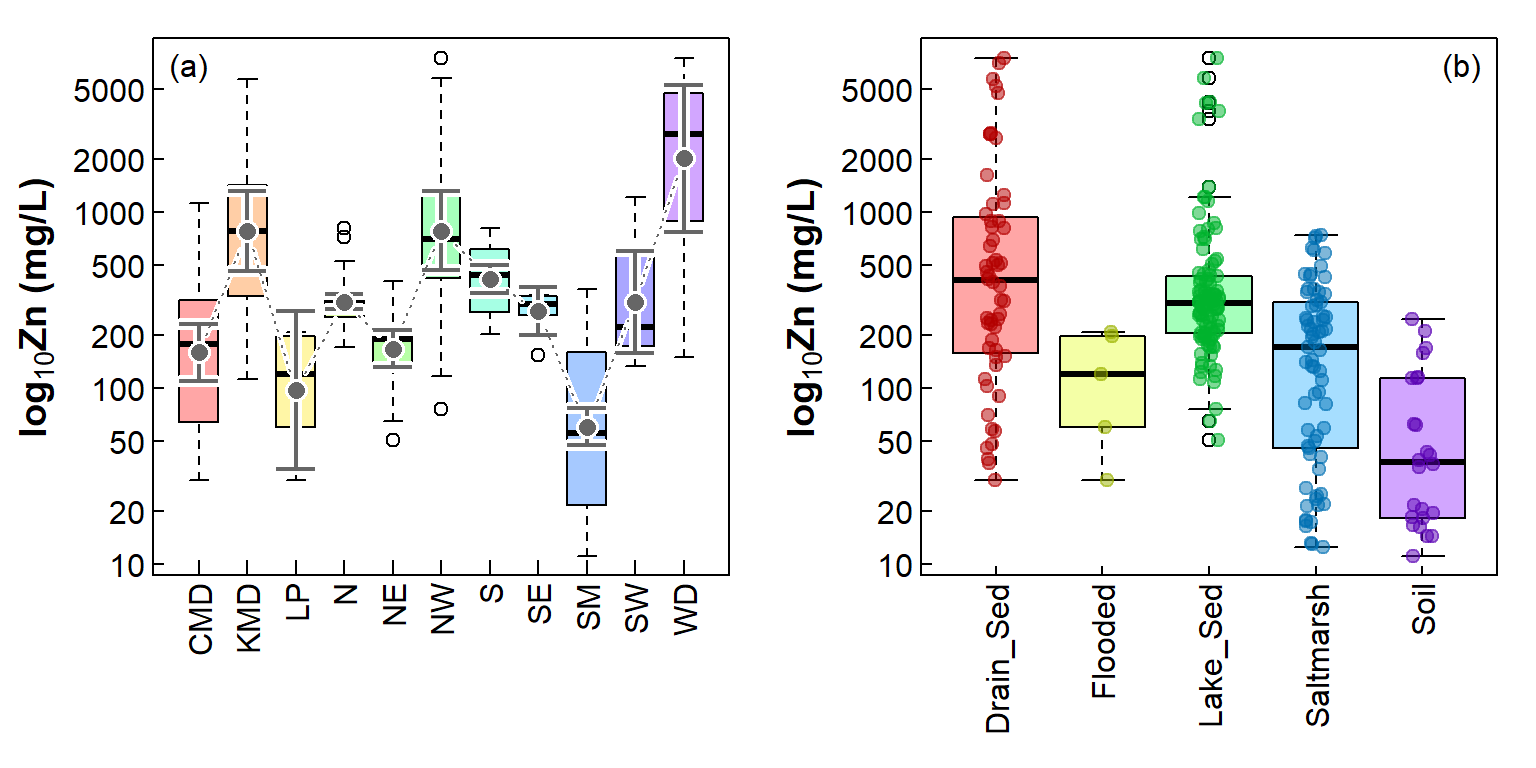 (a)
log₁₀Zn (mg/L)
5000
2000
1000
500
200
100
50
20
10
CMD
KMD
LP
N
NE
NW
S
SE
SM
SW
WD
(b)
log₁₀Zn (mg/L)
5000
2000
1000
500
200
100
50
20
10
Drain_Sed
Flooded
Lake_Sed
Saltmarsh
Soil